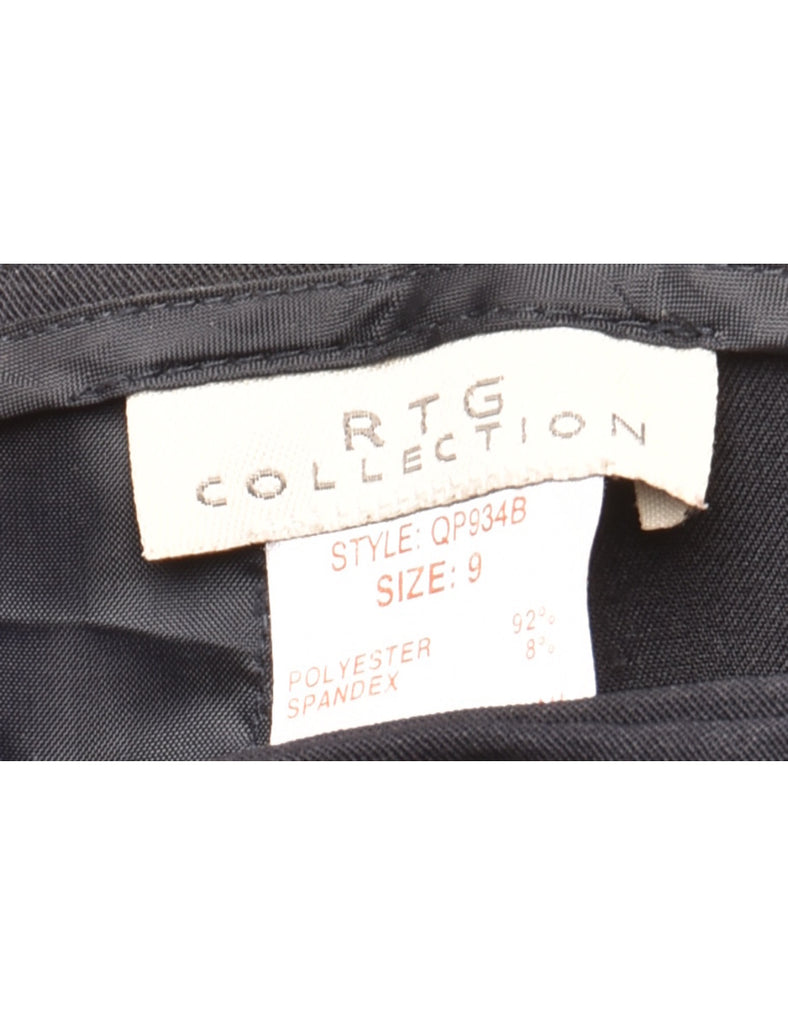 RTG
COLLECTION
STYLE: QP934B
SIZE: 9
POLYESTER 92%
SPANDEX 8%